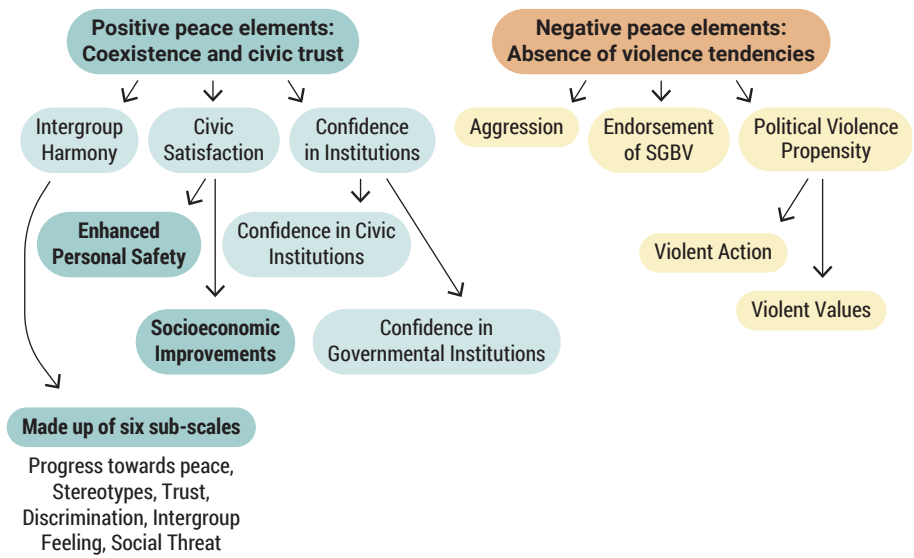 Positive peace elements:
Coexistence and civic trust
Negative peace elements:
Absence of violence tendencies
Intergroup
Harmony
Civic
Satisfaction
Confidence
in Institutions
Aggression
Endorsement
of SGBV
Political Violence
Propensity
Enhanced
Personal Safety
Confidence in Civic
Institutions
Violent Action
Violent Values
Socioeconomic
Improvements
Confidence in
Governmental Institutions
Made up of six sub-scales
Progress towards peace,
Stereotypes, Trust,
Discrimination, Intergroup
Feeling, Social Threat